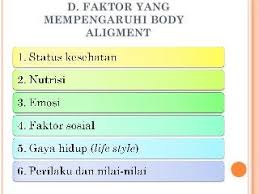 D. FAKTOR YANG
MEMPENGARUHI BODY
ALIGMENT
1. Status kesehatan
2. Nutrisi
3. Emosi
4. Faktor sosial
5. Gaya hidup (life style)
6. Perilaku dan nilai-nilai